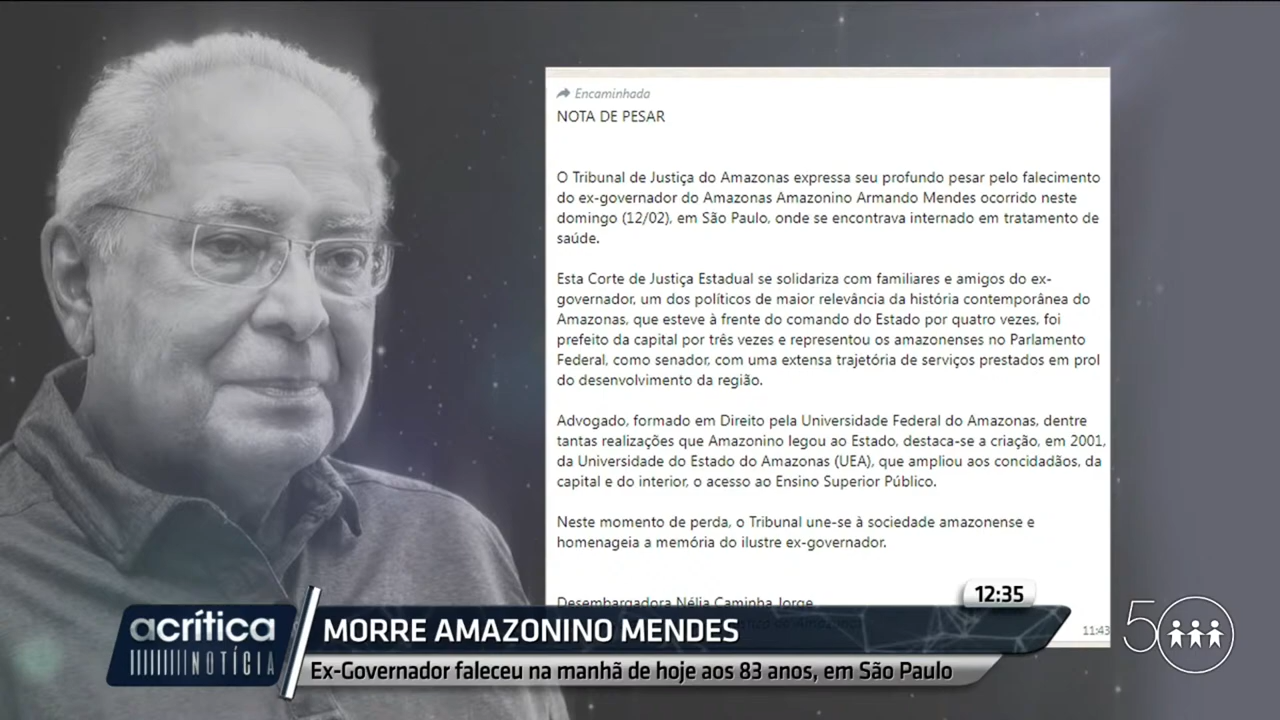 Encaminhada
NOTA DE PESAR
O Tribunal de Justiça do Amazonas expressa seu profundo pesar pelo falecimento
do ex-governador do Amazonas Amazonino Armando Mendes ocorrido neste
domingo (12/02), em São Paulo, onde se encontrava internado em tratamento de
saúde.
Esta Corte de Justiça Estadual se solidariza com familiares e amigos do ex-
governador, um dos políticos de maior relevância da história contemporânea do
Amazonas, que esteve à frente do comando do Estado por quatro vezes, foi
prefeito da capital por três vezes e representou os amazonenses no Parlamento
Federal, como senador, com uma extensa trajetória de serviços prestados em prol
do desenvolvimento da região.
Advogado, formado em Direito pela Universidade Federal do Amazonas, dentre
tantas realizações que Amazonino legou ao Estado, destaca-se a criação, em 2001,
da Universidade do Estado do Amazonas (UEA), que ampliou aos concidadãos, da
capital e do interior, o acesso ao Ensino Superior Público.
Neste momento de perda, o Tribunal une-se à sociedade amazonense e
homenageia a memória do ilustre ex-governador.
Desembargadora Nélia Caminha Jorge
11:43
12:35
acrítica
NOTÍCIA
MORRE AMAZONINO MENDES
Ex-Governador faleceu na manhã de hoje aos 83 anos, em São Paulo
50